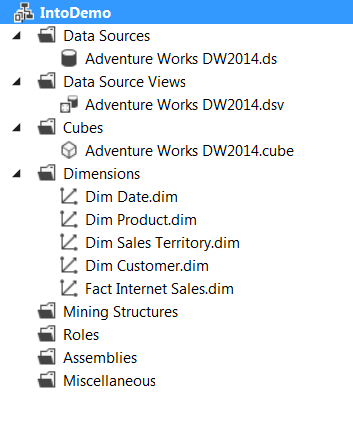 IntoDemo
Data Sources
Adventure Works DW2014.ds
Data Source Views
Adventure Works DW2014.dsv
Cubes
Adventure Works DW2014.cube
Dimensions
Dim Date.dim
Dim Product.dim
Dim Sales Territory.dim
Dim Customer.dim
Fact Internet Sales.dim
Mining Structures
Roles
Assemblies
Miscellaneous